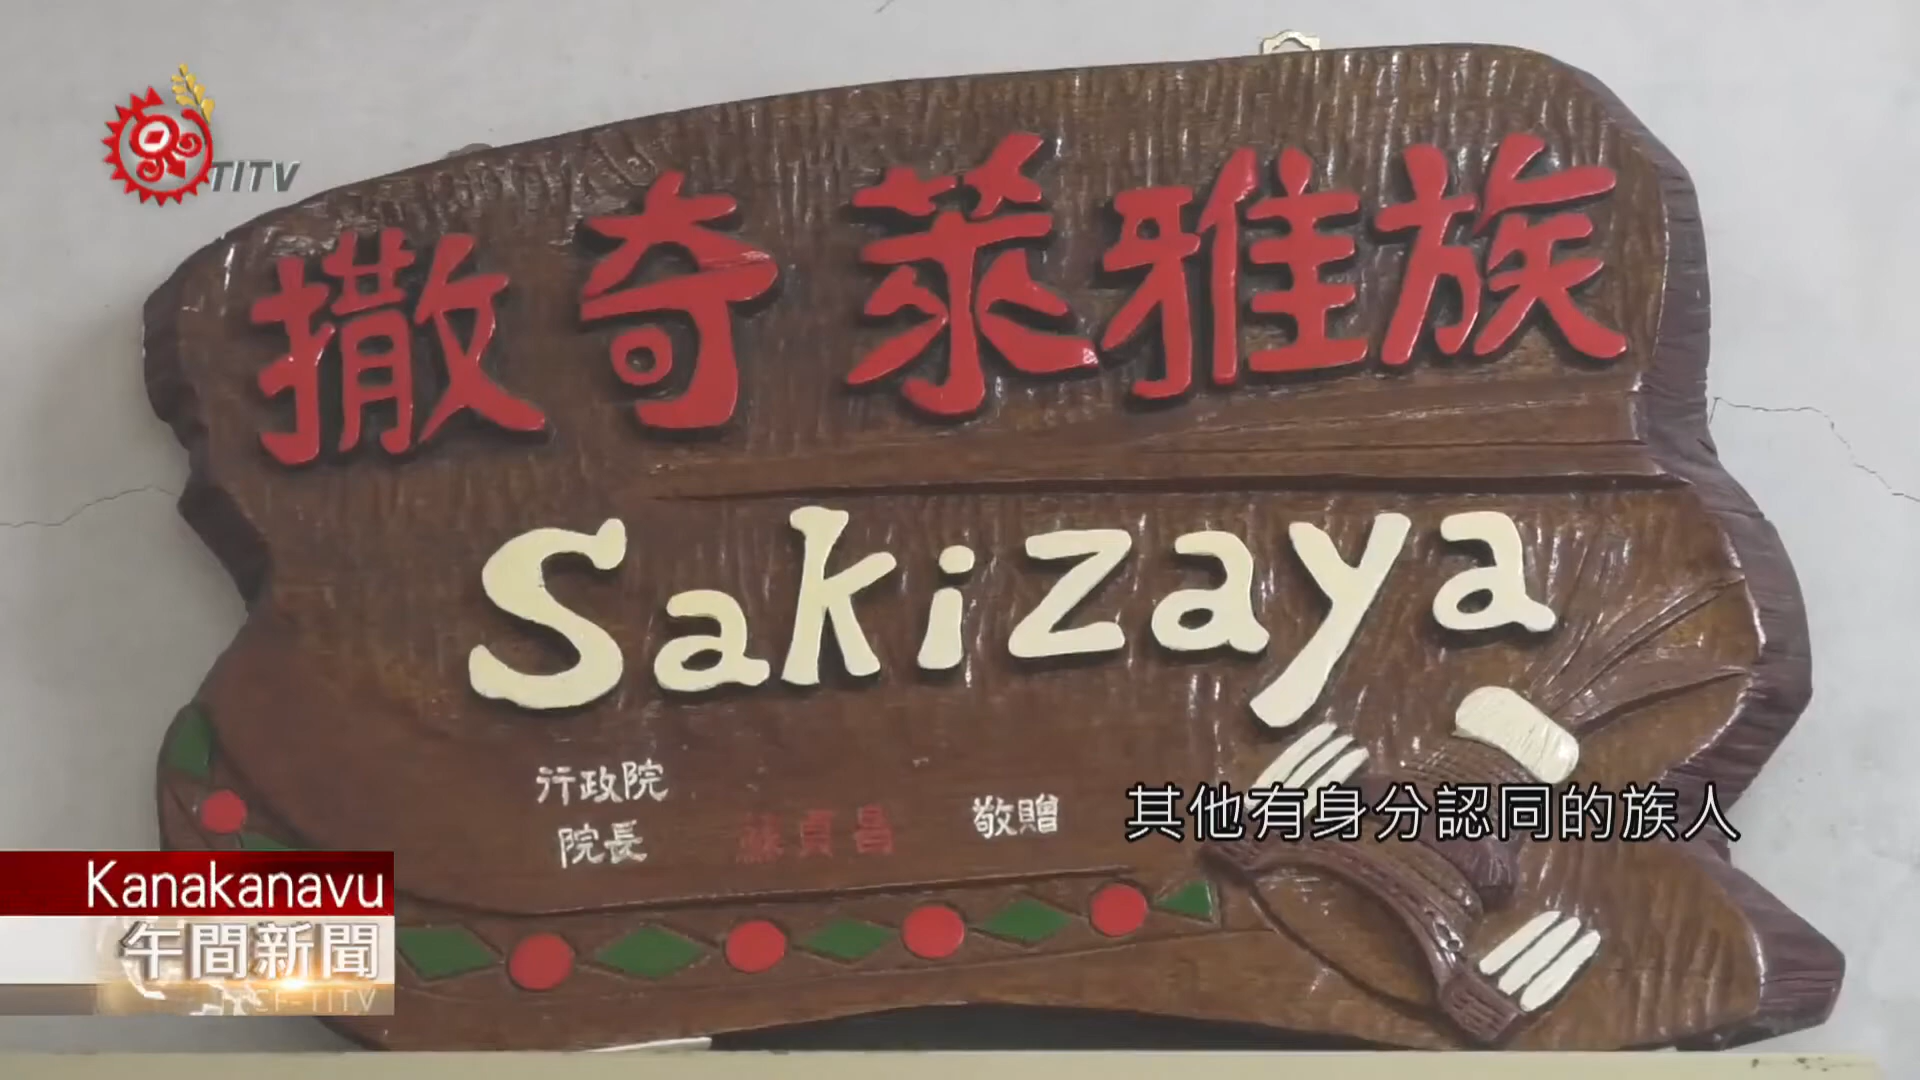 TITV
撒奇萊雅族
Sakizaya
行政院
院長 蘇貞昌 敬贈
其他有身分認同的族人
Kanakanavu
午間新聞